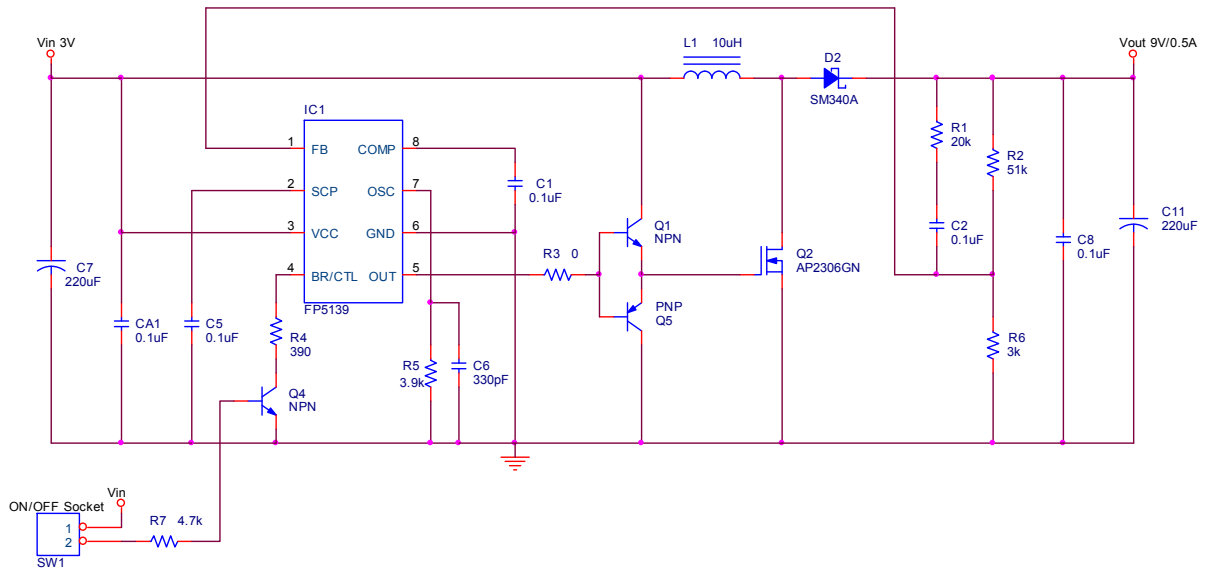 Vin 3V
L1 10uH
D2
SM340A
Vout 9V/0.5A
IC1
1 FB COMP 8
2 SCP OSC 7
3 VCC GND 6
4 BR/CTL OUT 5
FP5139
C1
0.1uF
R1
20k
R2
51k
Q1
NPN
C2
0.1uF
C11
220uF
C8
0.1uF
R3 0
Q2
AP2306GN
C7
220uF
PNP
Q5
CA1
0.1uF
C5
0.1uF
R4
390
R6
3k
R5
3.9k
C6
330pF
Q4
NPN
Vin
ON/OFF Socket
1
2
SW1
R7 4.7k